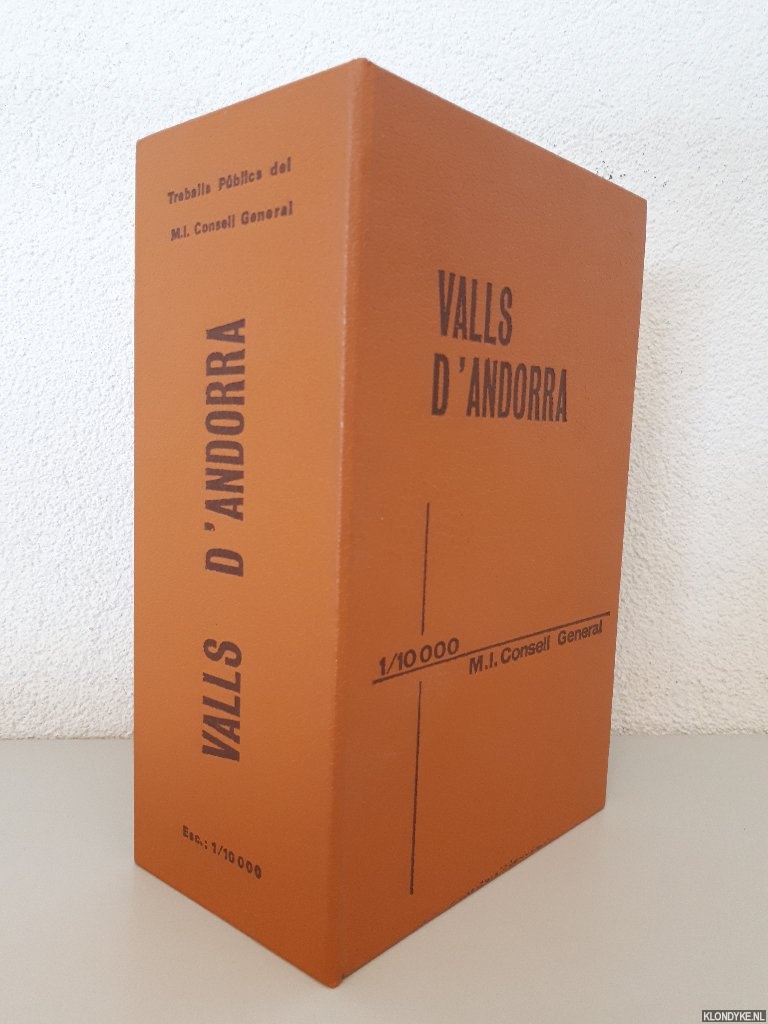 Treballs Públics del
M.I. Consell General
VALLS D'ANDORRA
Esc.: 1/10 000
VALLS
D'ANDORRA
1/10 000
M.I. Consell General
KLONDYKE.NL